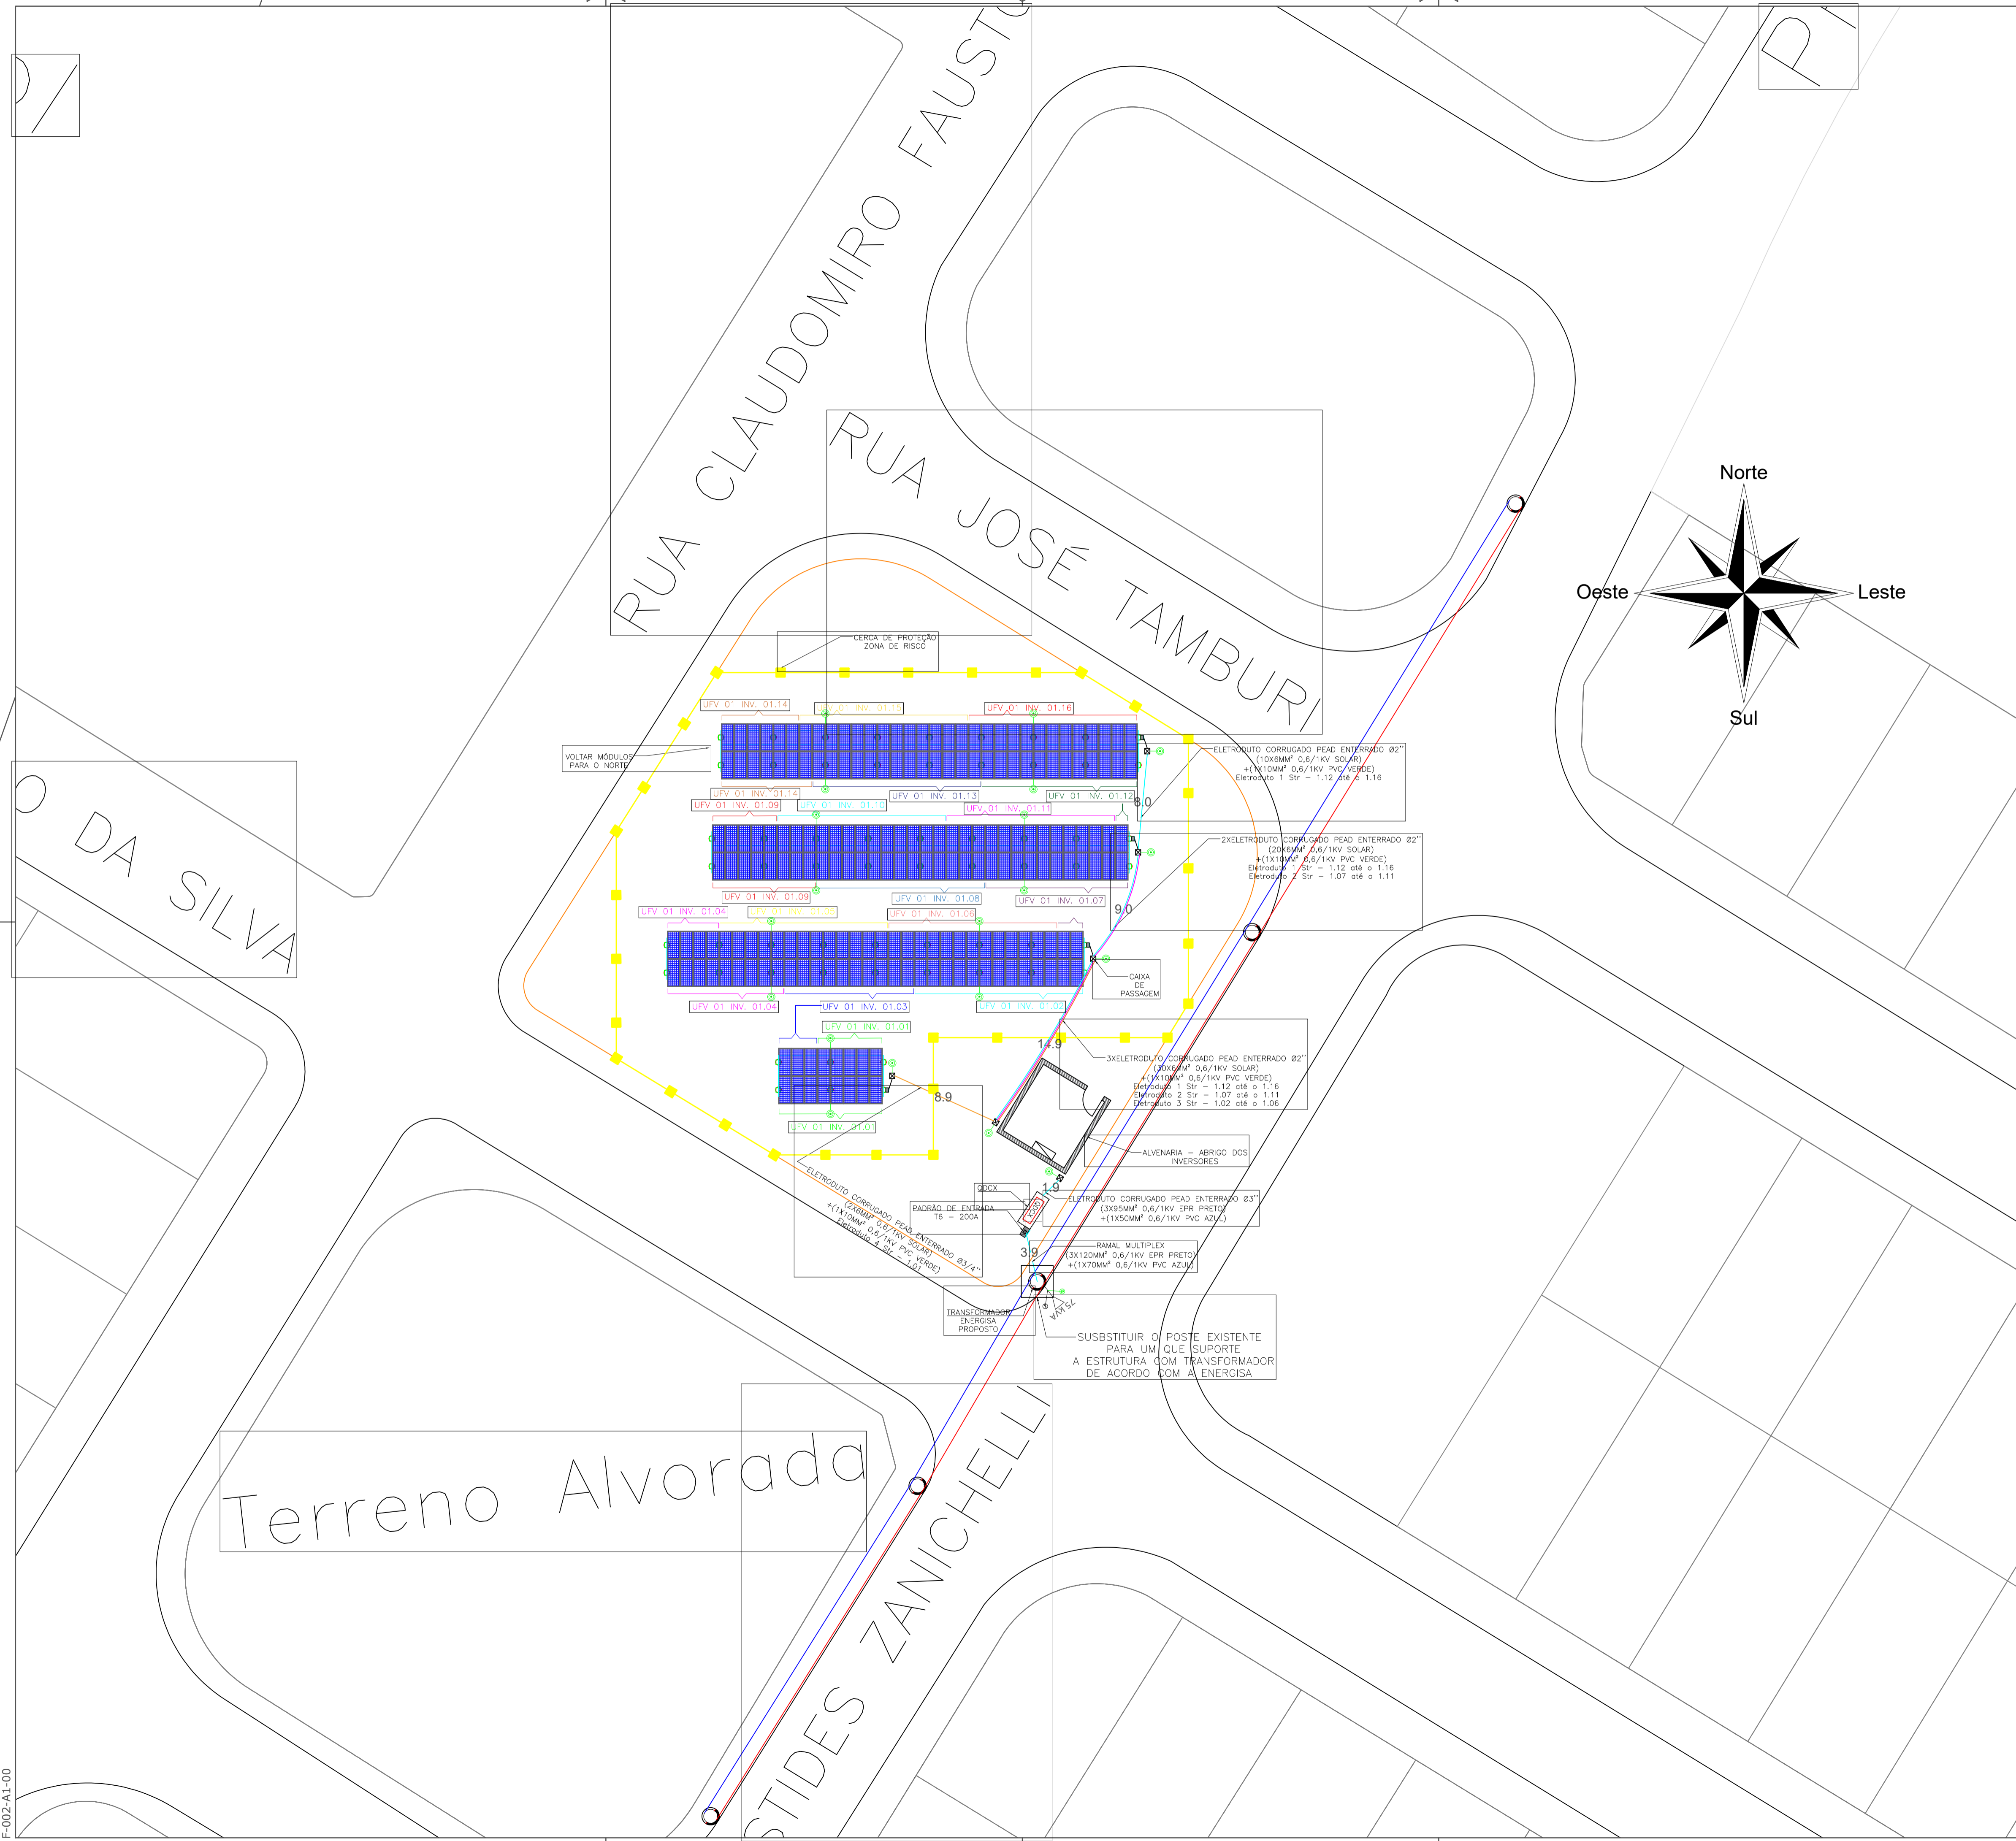 RUA CLAUDOMIRO FAUSTO
RUA JOSÉ TAMBURI
Norte
Oeste
Leste
Sul
CERCA DE PROTEÇÃO
ZONA DE RISCO
UFV 01 INV. 01.14
UFV 01 INV. 01.15
UFV 01 INV. 01.16
VOLTAR MÓDULOS
PARA O NORTE
ELETRODUTO CORRUGADO PEAD ENTERRADO Ø2''
(10X6MM² 0,6/1KV SOLAR)
+(1X10MM² 0,6/1KV PVC VERDE)
Eletroduto 1 Str – 1.12 até o 1.16
UFV 01 INV. 01.14
UFV 01 INV. 01.13
UFV 01 INV. 01.12
8.0
UFV 01 INV. 01.09
UFV 01 INV. 01.10
UFV 01 INV. 01.11
2XELETRODUTO CORRUGADO PEAD ENTERRADO Ø2''
(20X6MM² 0,6/1KV SOLAR)
+(1X10MM² 0,6/1KV PVC VERDE)
Eletroduto 1 Str – 1.12 até o 1.16
Eletroduto 2 Str – 1.07 até o 1.11
O DA SILVA
UFV 01 INV. 01.09
UFV 01 INV. 01.08
UFV 01 INV. 01.07
9.0
UFV 01 INV. 01.04
UFV 01 INV. 01.05
UFV 01 INV. 01.06
CAIXA
DE
PASSAGEM
UFV 01 INV. 01.04
UFV 01 INV. 01.03
UFV 01 INV. 01.02
UFV 01 INV. 01.01
14.9
3XELETRODUTO CORRUGADO PEAD ENTERRADO Ø2''
(30X6MM² 0,6/1KV SOLAR)
+(1X10MM² 0,6/1KV PVC VERDE)
Eletroduto 1 Str – 1.12 até o 1.16
Eletroduto 2 Str – 1.07 até o 1.11
Eletroduto 3 Str – 1.02 até o 1.06
8.9
UFV 01 INV. 01.01
ALVENARIA – ABRIGO DOS
INVERSORES
ELETRODUTO CORRUGADO PEAD ENTERRADO Ø3/4''
(2X6MM² 0,6/1KV SOLAR)
+(1X10MM² 0,6/1KV PVC VERDE)
Eletroduto 4 Str – 1.01
QDCX
1.9
ELETRODUTO CORRUGADO PEAD ENTERRADO Ø3''
(3X95MM² 0,6/1KV EPR PRETO)
+(1X50MM² 0,6/1KV PVC AZUL)
PADRÃO DE ENTRADA
T6 – 200A
QDCX
3.9
RAMAL MULTIPLEX
(3X120MM² 0,6/1KV EPR PRETO)
+(1X70MM² 0,6/1KV PVC AZUL)
75 kVA
TRANSFORMADOR
ENERGISA
PROPOSTO
SUSBSTITUIR O POSTE EXISTENTE
PARA UM QUE SUPORTE
A ESTRUTURA COM TRANSFORMADOR
DE ACORDO COM A ENERGISA
Terreno Alvorada
STIDES ZANICHELLI
F-002-A1-00